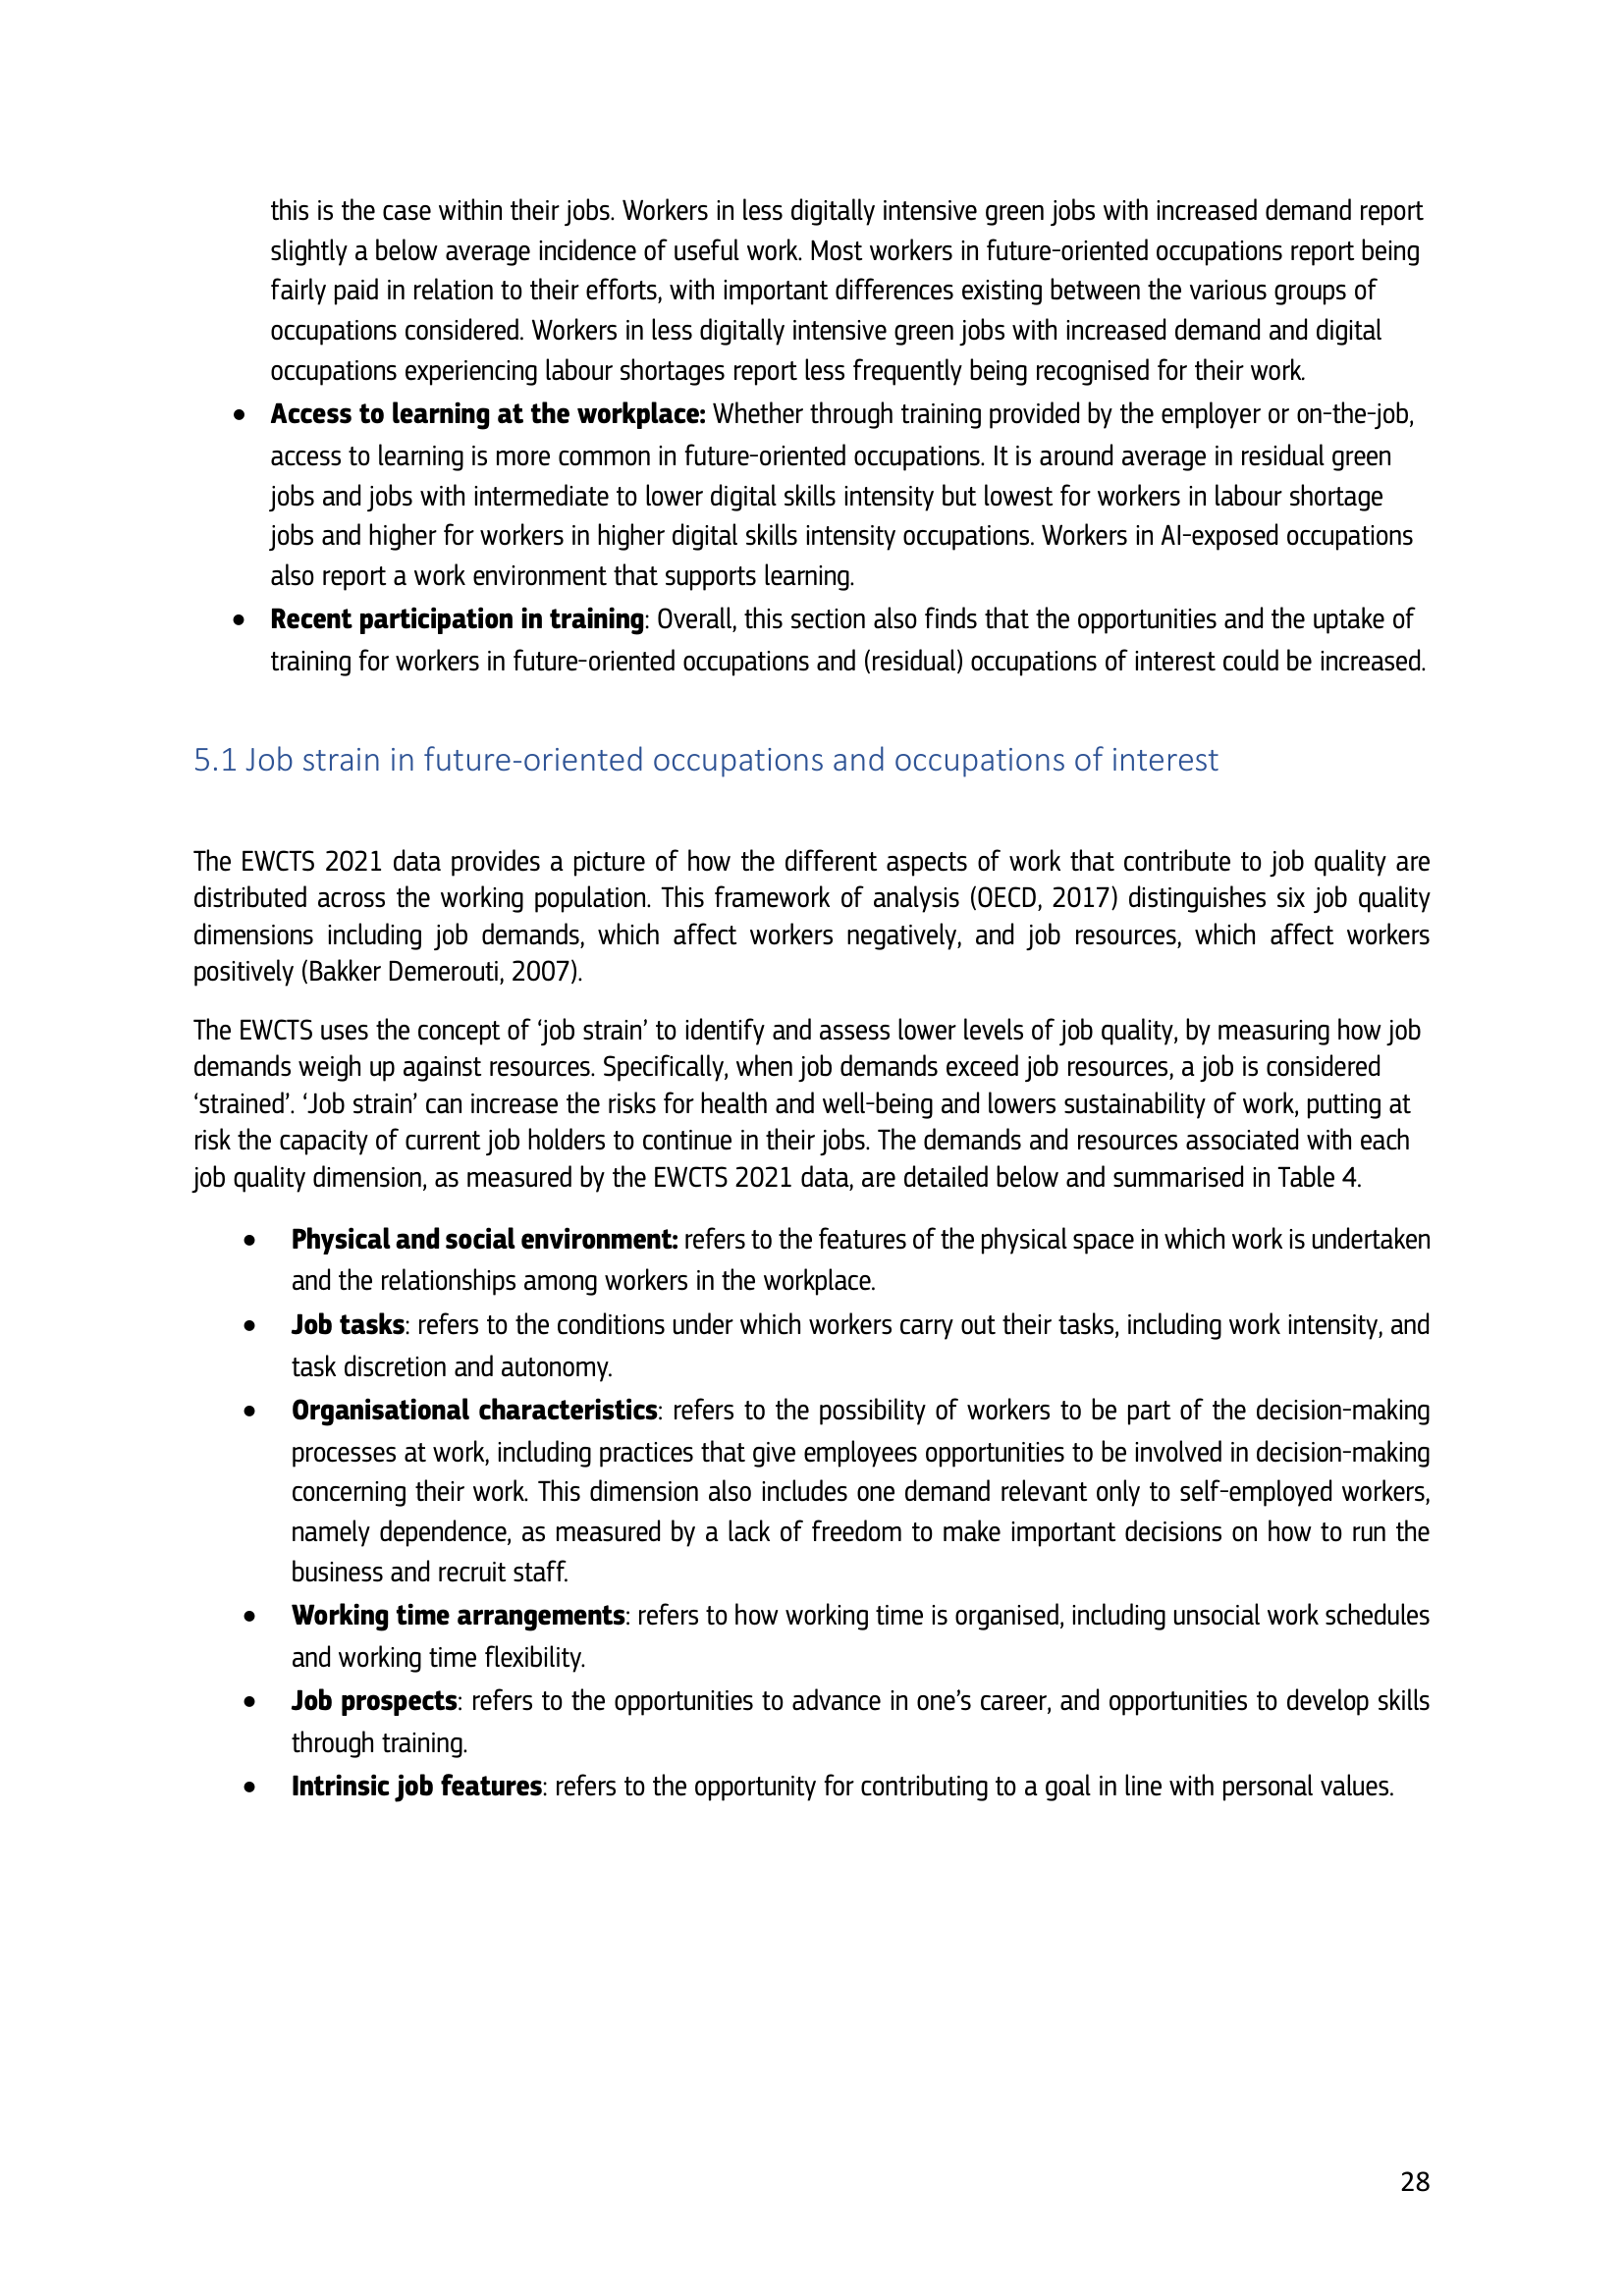 this is the case within their jobs. Workers in less digitally intensive green jobs with increased demand report
slightly a below average incidence of useful work. Most workers in future-oriented occupations report being
fairly paid in relation to their efforts, with important differences existing between the various groups of
occupations considered. Workers in less digitally intensive green jobs with increased demand and digital
occupations experiencing labour shortages report less frequently being recognised for their work.
• Access to learning at the workplace: Whether through training provided by the employer or on-the-job,
access to learning is more common in future-oriented occupations. It is around average in residual green
jobs and jobs with intermediate to lower digital skills intensity but lowest for workers in labour shortage
jobs and higher for workers in higher digital skills intensity occupations. Workers in AI-exposed occupations
also report a work environment that supports learning.
• Recent participation in training: Overall, this section also finds that the opportunities and the uptake of
training for workers in future-oriented occupations and (residual) occupations of interest could be increased.
5.1 Job strain in future-oriented occupations and occupations of interest
The EWCTS 2021 data provides a picture of how the different aspects of work that contribute to job quality are
distributed across the working population. This framework of analysis (OECD, 2017) distinguishes six job quality
dimensions including job demands, which affect workers negatively, and job resources, which affect workers
positively (Bakker Demerouti, 2007).
The EWCTS uses the concept of ‘job strain’ to identify and assess lower levels of job quality, by measuring how job
demands weigh up against resources. Specifically, when job demands exceed job resources, a job is considered
‘strained’. ‘Job strain’ can increase the risks for health and well-being and lowers sustainability of work, putting at
risk the capacity of current job holders to continue in their jobs. The demands and resources associated with each
job quality dimension, as measured by the EWCTS 2021 data, are detailed below and summarised in Table 4.
• Physical and social environment: refers to the features of the physical space in which work is undertaken
and the relationships among workers in the workplace.
• Job tasks: refers to the conditions under which workers carry out their tasks, including work intensity, and
task discretion and autonomy.
• Organisational characteristics: refers to the possibility of workers to be part of the decision-making
processes at work, including practices that give employees opportunities to be involved in decision-making
concerning their work. This dimension also includes one demand relevant only to self-employed workers,
namely dependence, as measured by a lack of freedom to make important decisions on how to run the
business and recruit staff.
• Working time arrangements: refers to how working time is organised, including unsocial work schedules
and working time flexibility.
• Job prospects: refers to the opportunities to advance in one’s career, and opportunities to develop skills
through training.
• Intrinsic job features: refers to the opportunity for contributing to a goal in line with personal values.
28